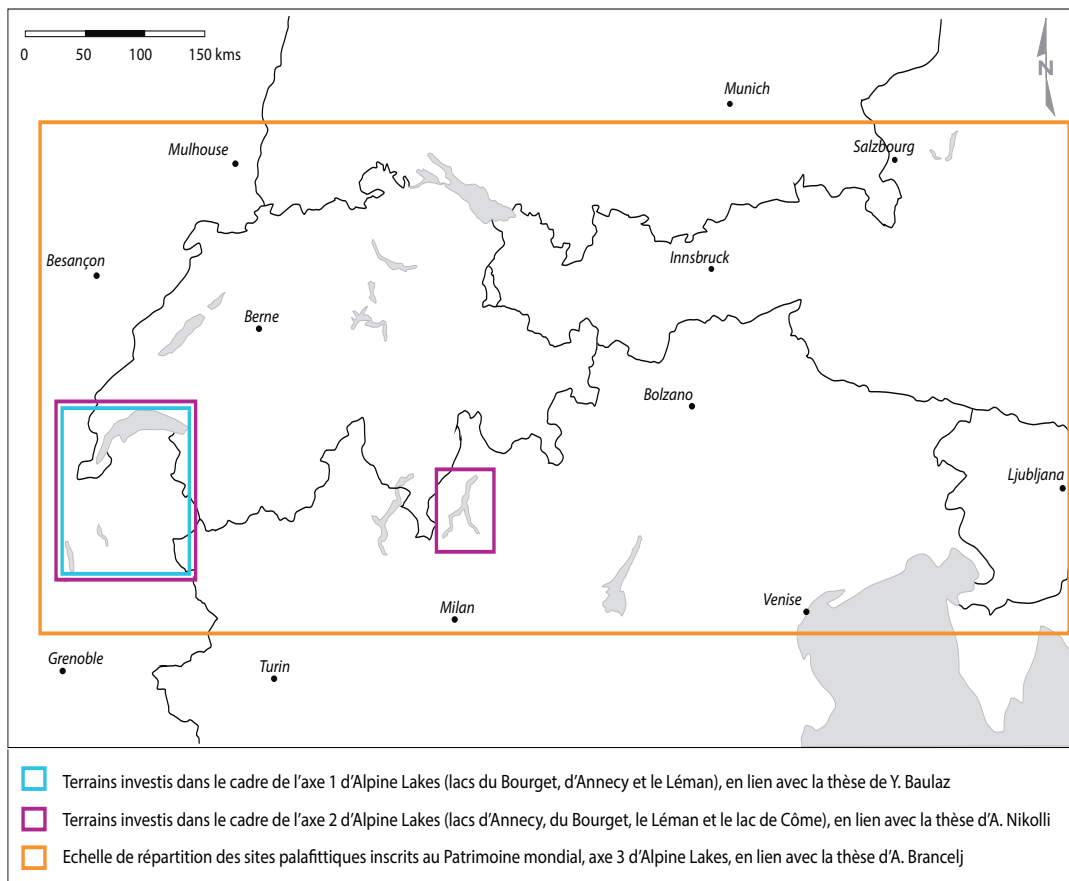 0 50 100 150 kms
N
Munich
Mulhouse
Salzbourg
Besançon
Innsbruck
Berne
Bolzano
Ljubljana
Milan
Venise
Grenoble
Turin
Terrains investis dans le cadre de l'axe 1 d'Alpine Lakes (lacs du Bourget, d'Annecy et le Léman), en lien avec la thèse de Y. Baulaz
Terrains investis dans le cadre de l'axe 2 d'Alpine Lakes (lacs d'Annecy, du Bourget, le Léman et le lac de Côme), en lien avec la thèse d'A. Nikolli
Echelle de répartition des sites palafittiques inscrits au Patrimoine mondial, axe 3 d'Alpine Lakes, en lien avec la thèse d'A. Brancelj